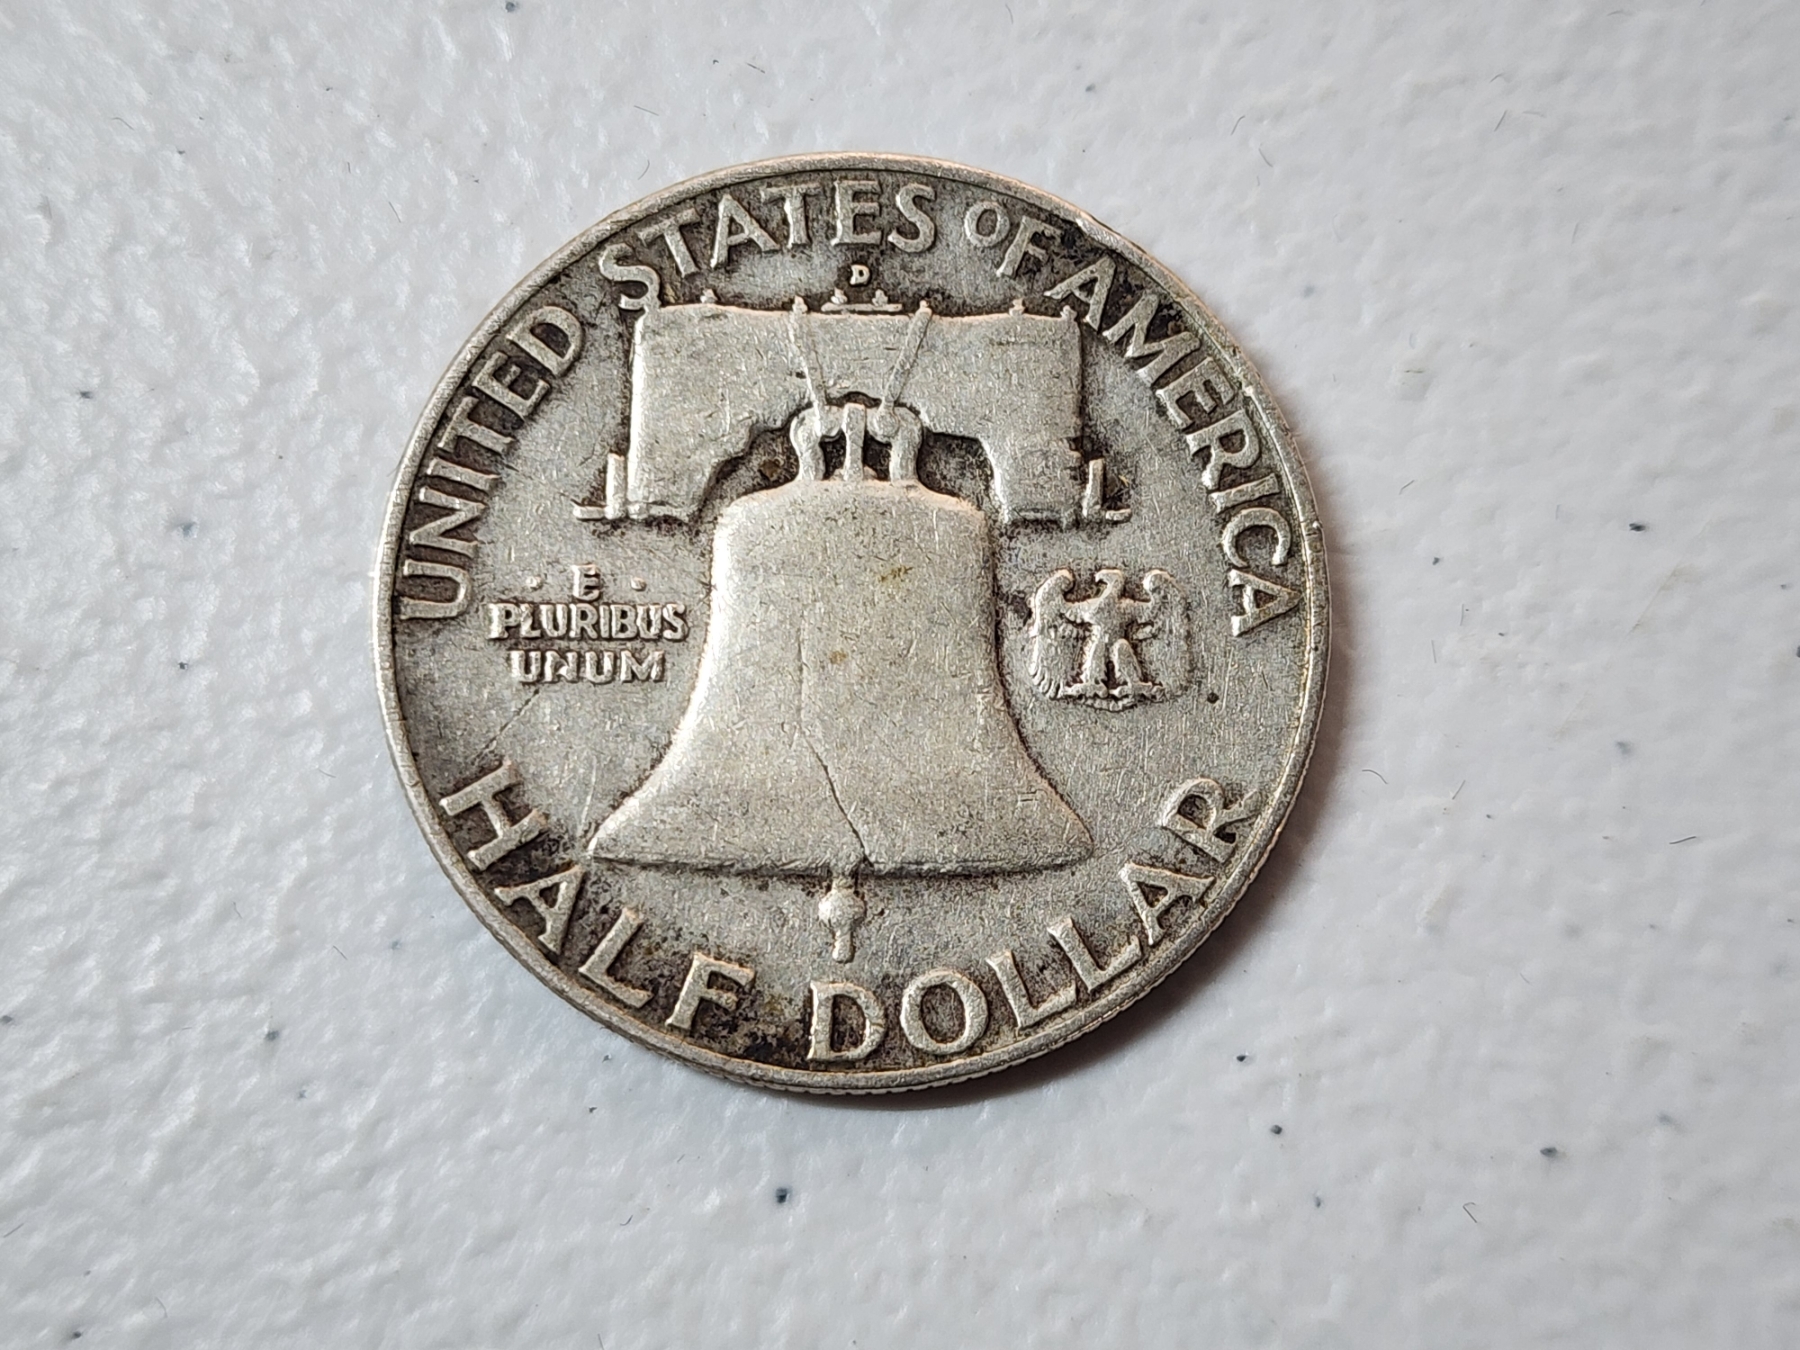 UNITED STATES OF AMERICA
D
· E ·
PLURIBUS
UNUM
HALF DOLLAR